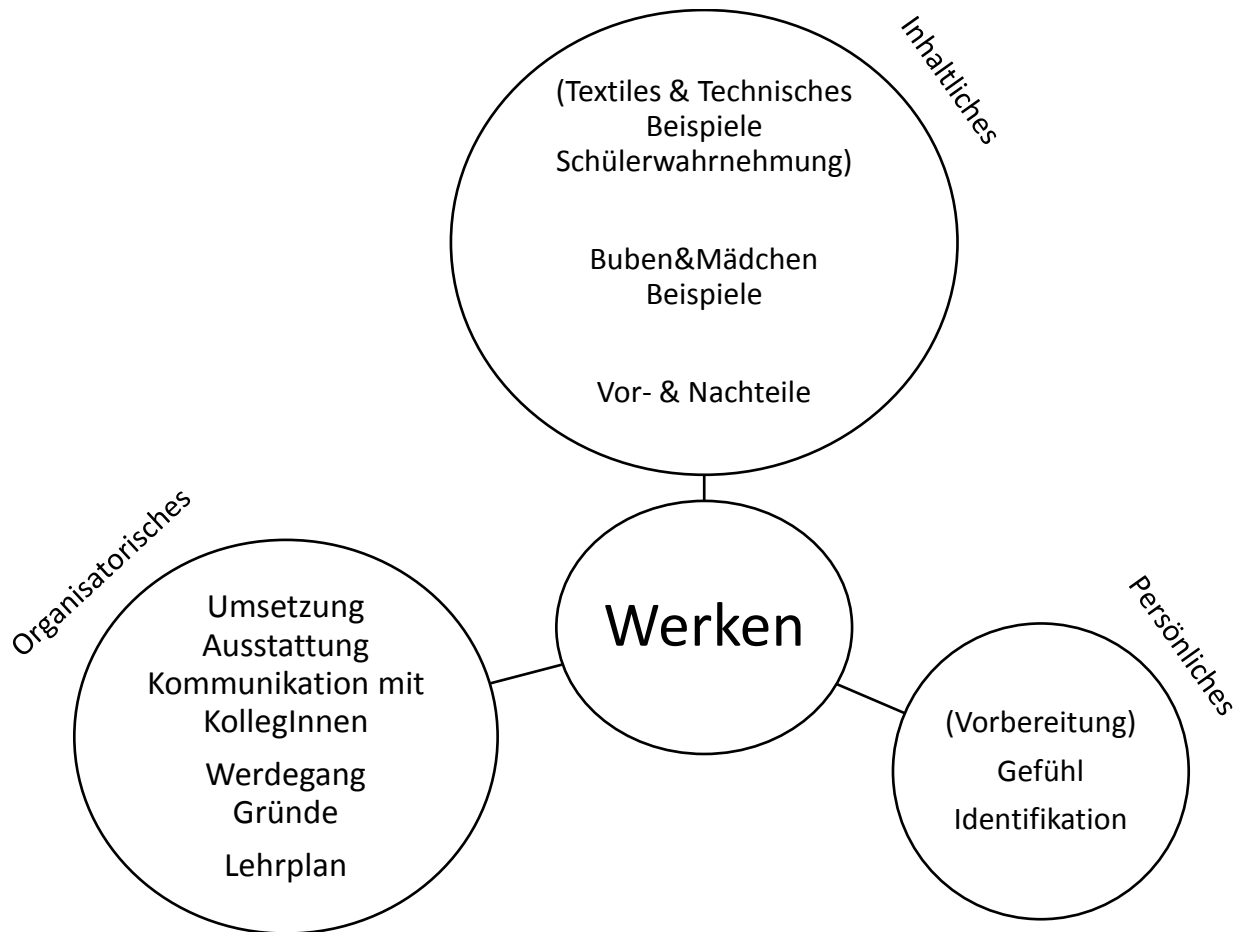 Inhaltliches
(Textiles & Technisches
Beispiele
Schülerwahrnehmung)
Buben&Mädchen
Beispiele
Vor- & Nachteile
Werken
Organisatorisches
Umsetzung
Ausstattung
Kommunikation mit
KollegInnen
Werdegang
Gründe
Lehrplan
Persönliches
(Vorbereitung)
Gefühl
Identifikation